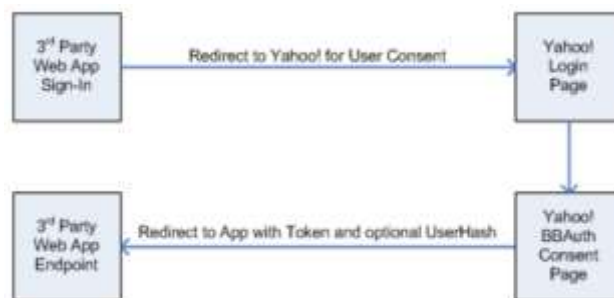 3rd Party
Web App
Sign-In
Redirect to Yahoo! for User Consent
Yahoo!
Login
Page
3rd Party
Web App
Endpoint
Redirect to App with Token and optional UserHash
Yahoo!
BBAuth
Consent
Page